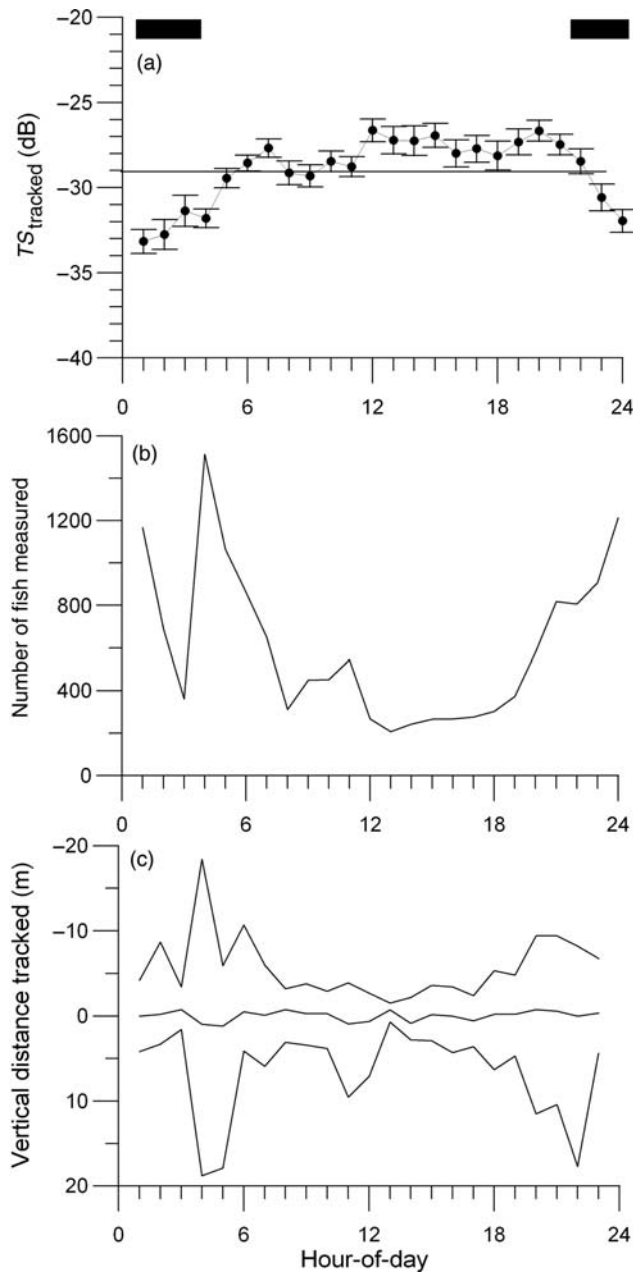 (a)
TS tracked (dB)
−20
−25
−30
−35
−40
0 6 12 18 24
(b)
Number of fish measured
1600
1200
800
400
0
0 6 12 18 24
(c)
Vertical distance tracked (m)
−20
−10
0
10
20
0 6 12 18 24
Hour-of-day